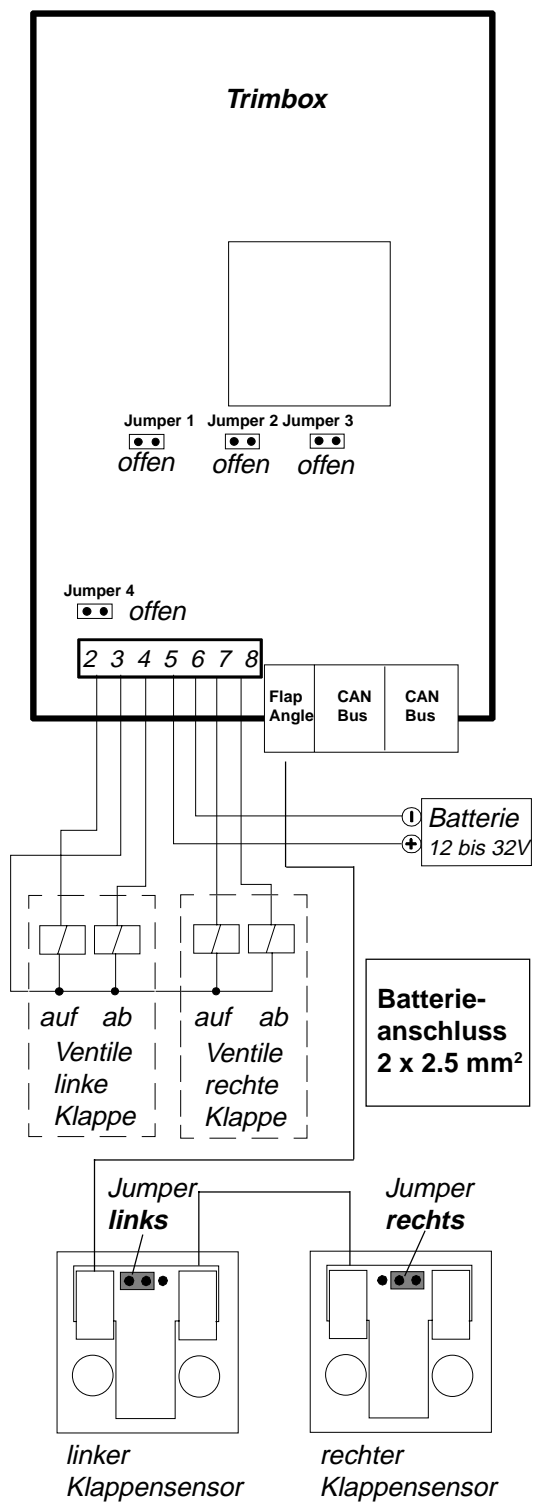 Trimbox
Jumper 1 Jumper 2 Jumper 3
offen offen offen
Jumper 4
offen
2 3 4 5 6 7 8
Flap
Angle
CAN
Bus
CAN
Bus
Batterie
12 bis 32V
auf ab
Ventile
linke
Klappe
auf ab
Ventile
rechte
Klappe
Batterie-
anschluss
2 x 2.5 mm²
Jumper
links
Jumper
rechts
linker
Klappensensor
rechter
Klappensensor